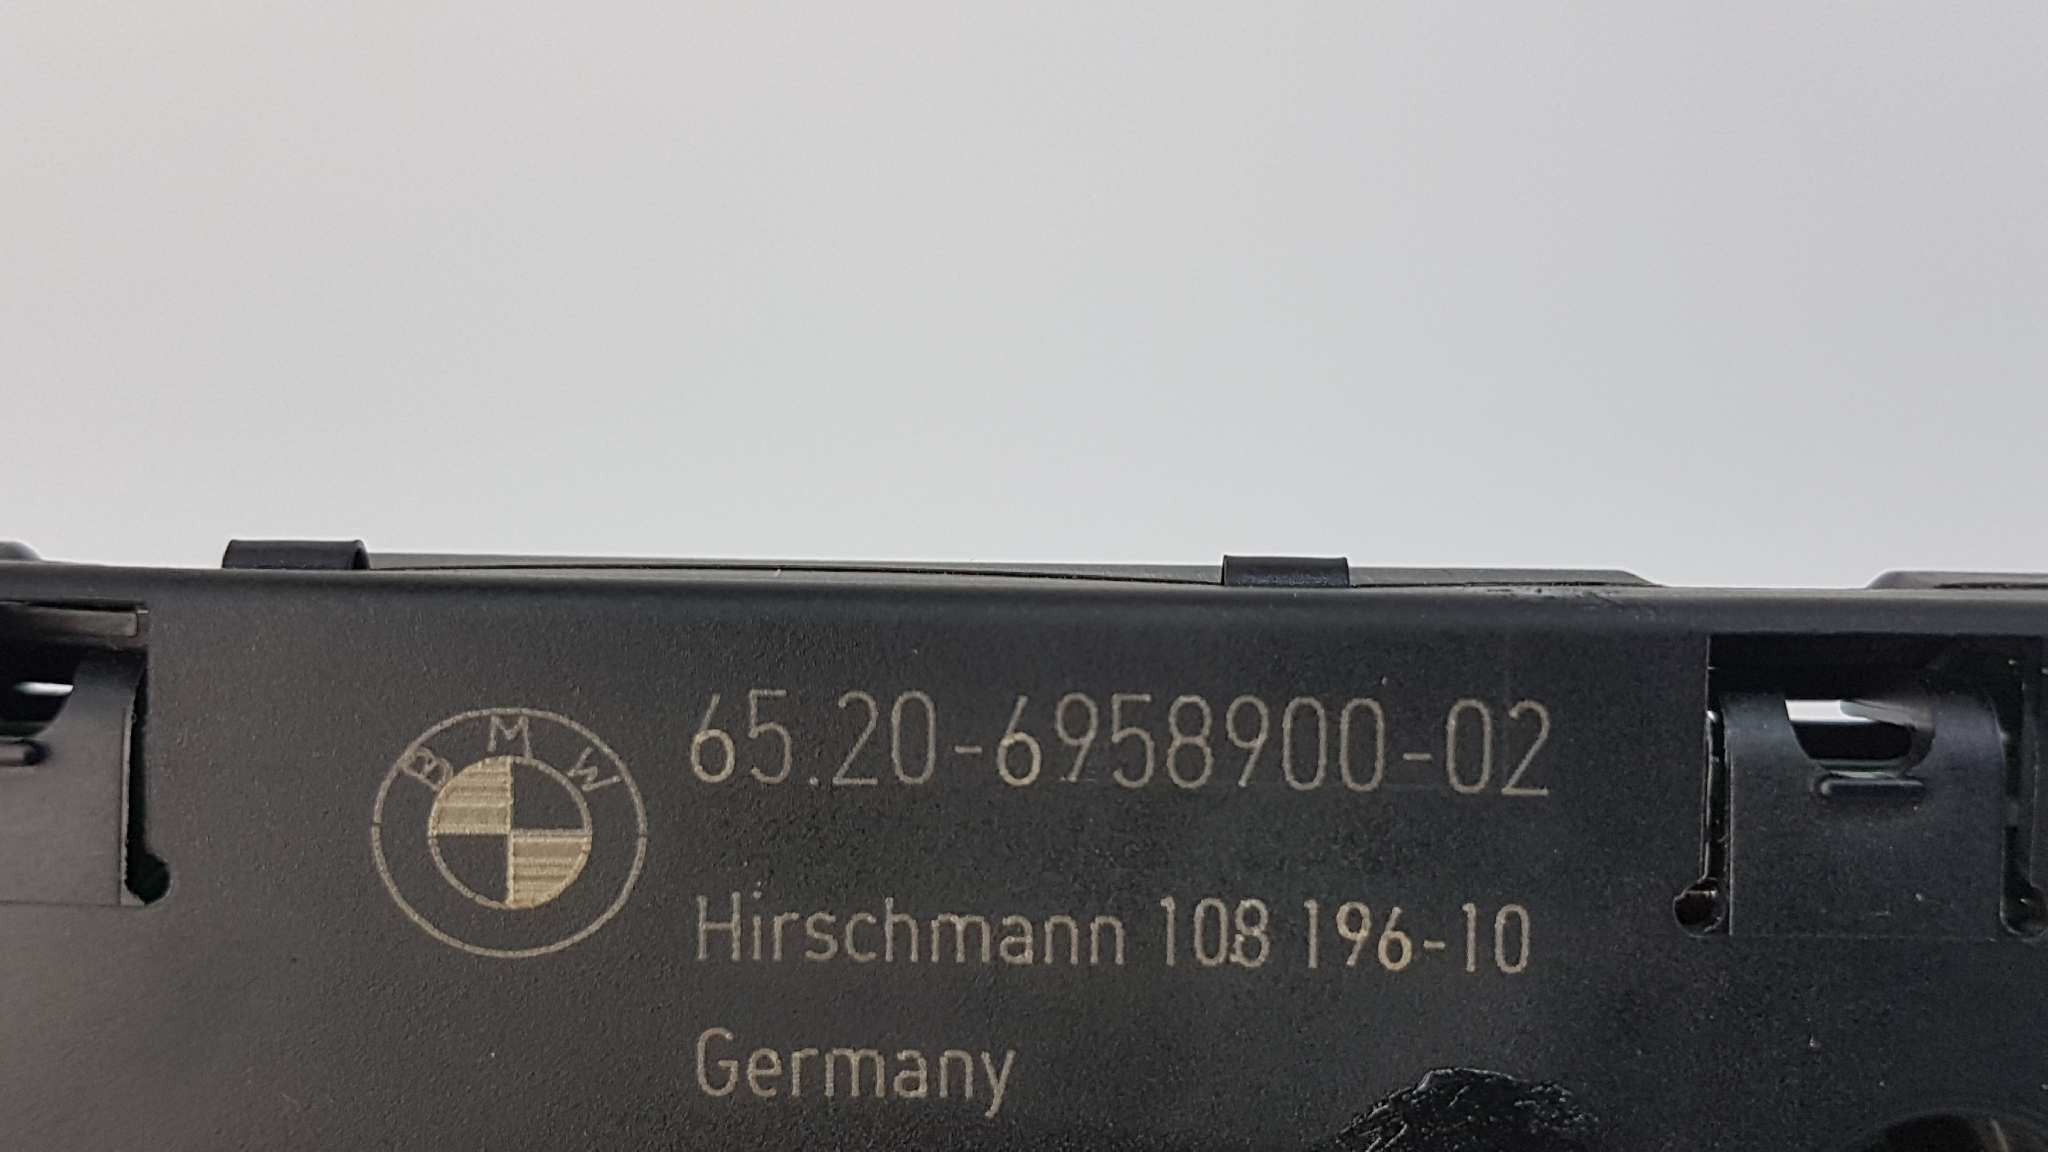 BMW
65.20-6958900-02
Hirschmann 108 196-10
Germany